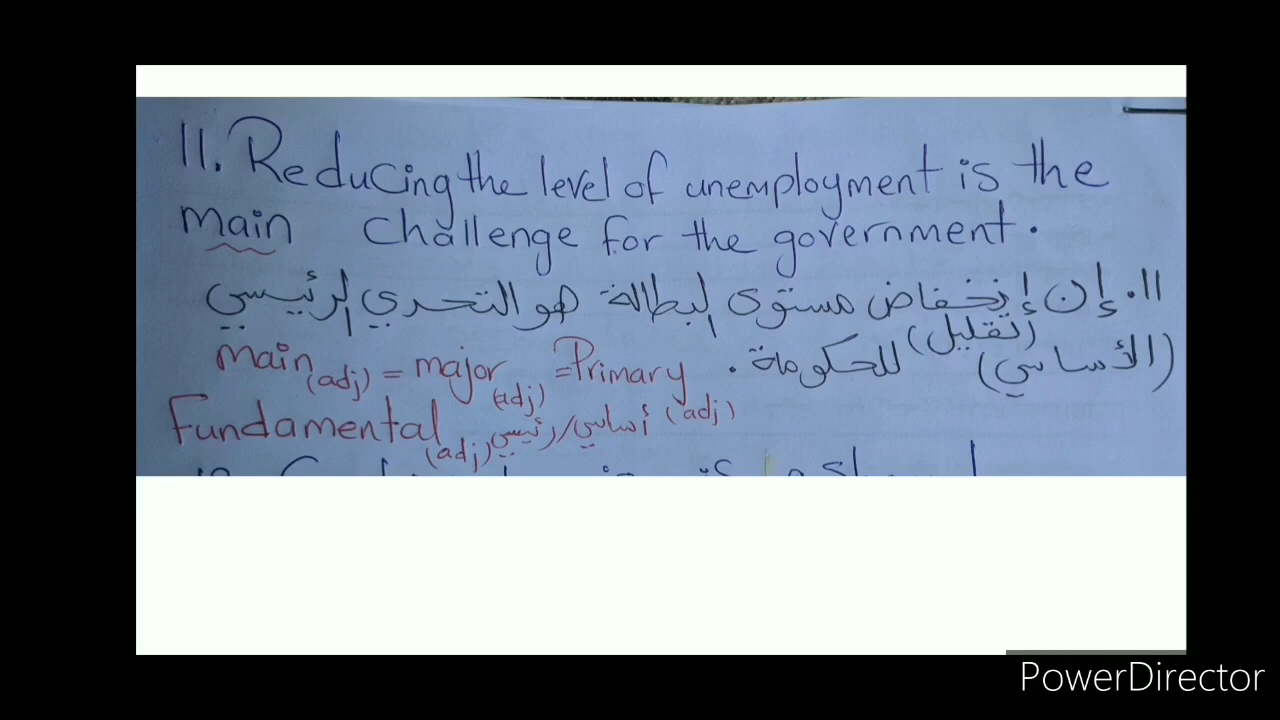 11. Reducing the level of unemployment is the
main challenge for the government.
11. إن إنخفاض مستوى البطالة هو التحدي الرئيسي
(تقليل)
(الأساسي) للحكومة.
main (adj) = major (adj) = Primary (adj)
Fundamental (adj) أساسي/رئيسي
PowerDirector